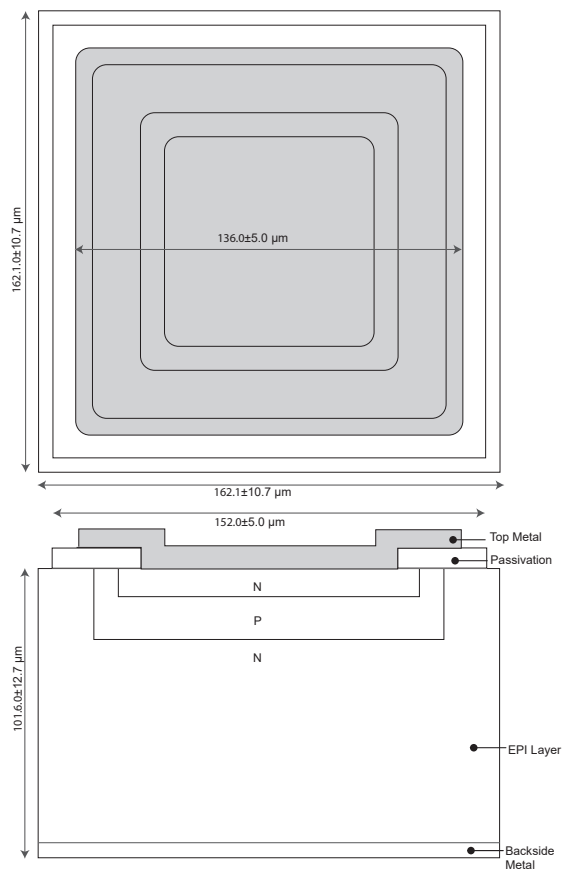 162.1.0±10.7 μm
136.0±5.0 μm
162.1±10.7 μm
152.0±5.0 μm
Top Metal
Passivation
N
P
N
101.6.0±12.7 μm
EPI Layer
Backside
Metal